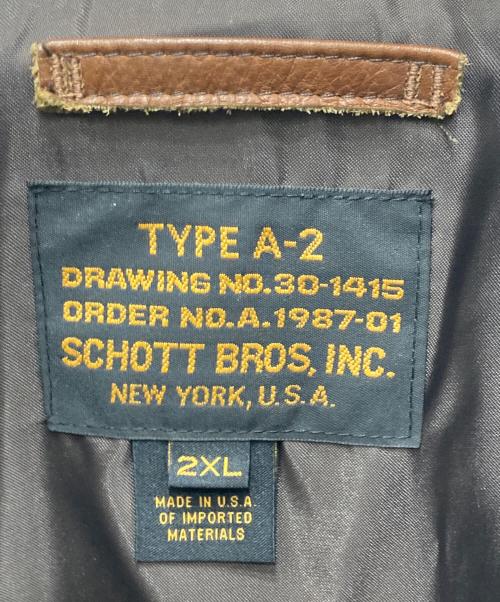 TYPE A-2
DRAWING NO.30-1415
ORDER NO.A.1987-01
SCHOTT BROS, INC.
NEW YORK, U.S.A.
2XL
MADE IN U.S.A.
OF IMPORTED
MATERIALS